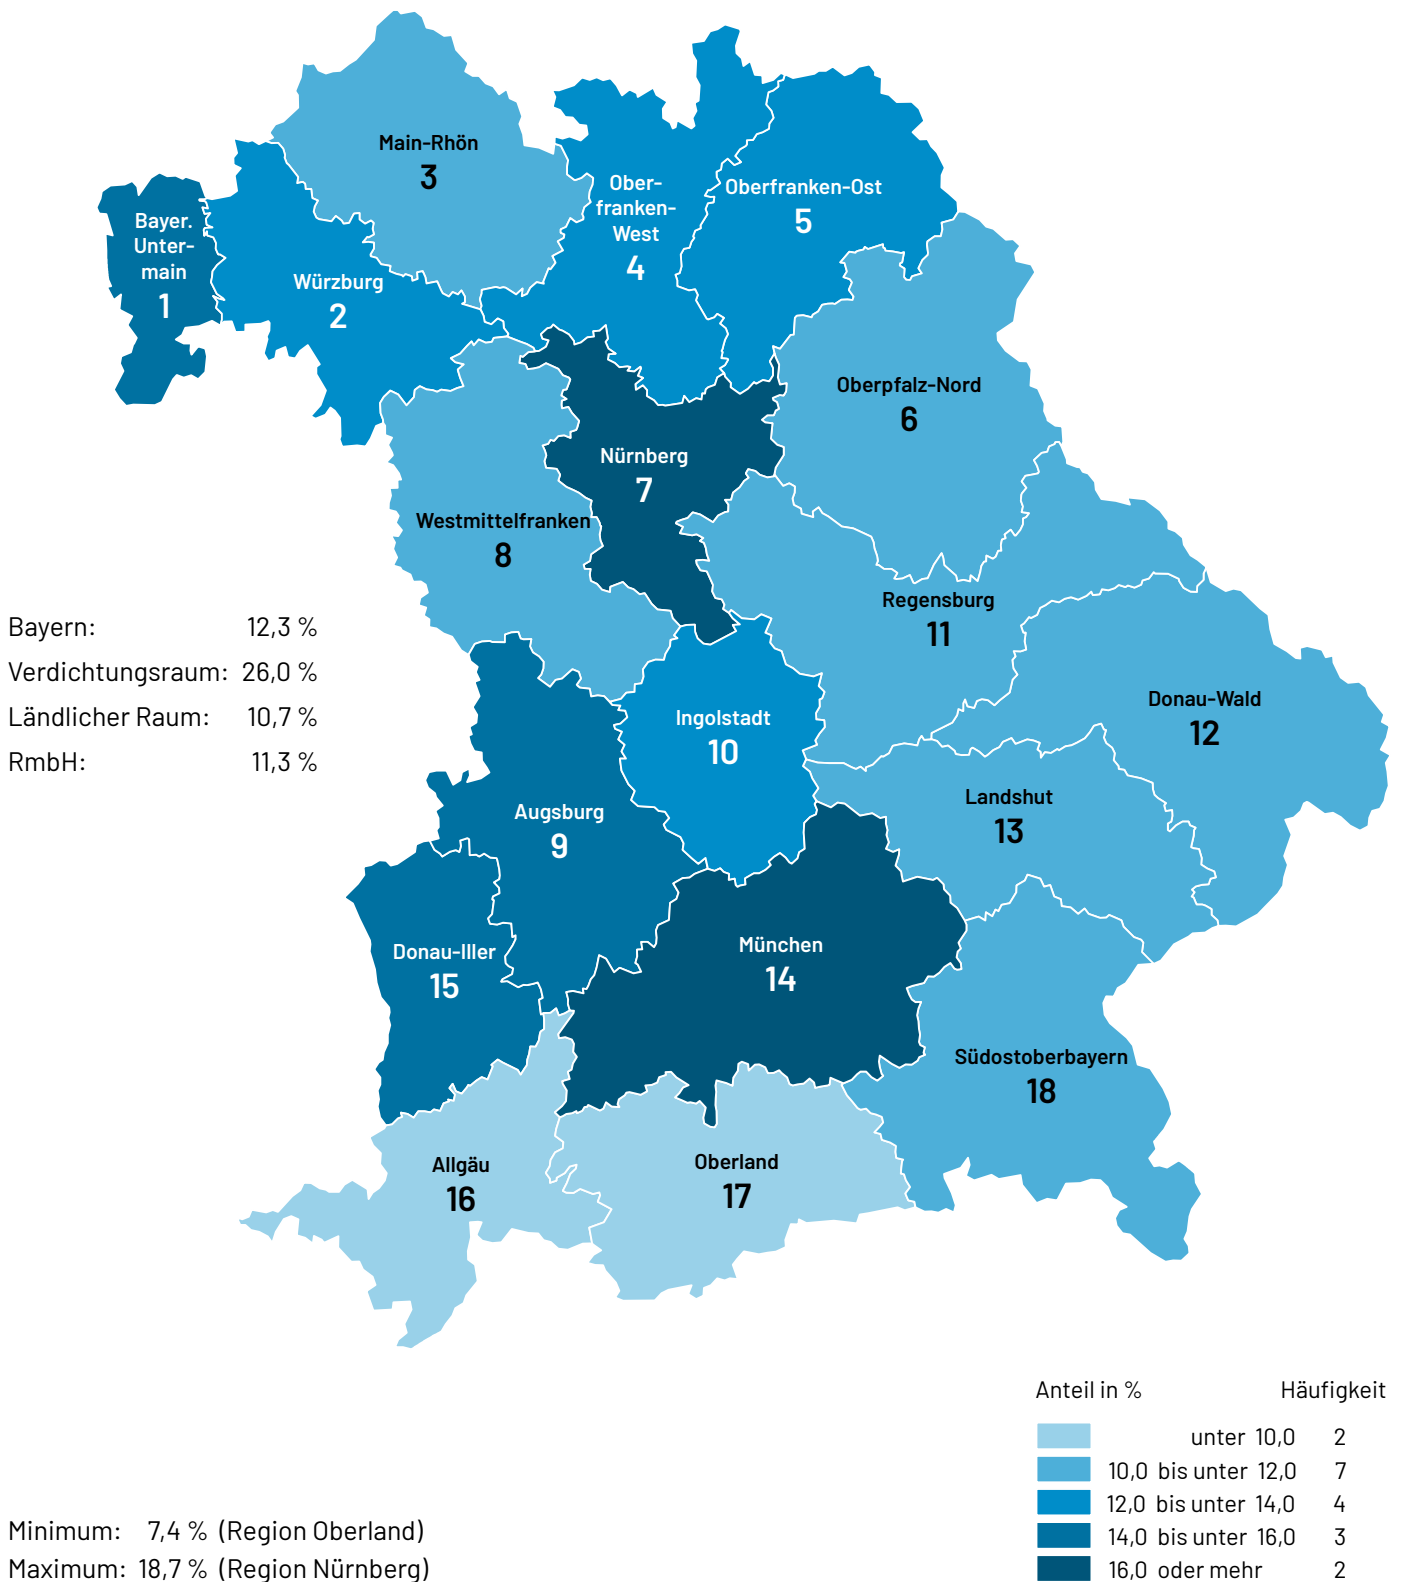 Main-Rhön
3
Bayer.
Unter-
main
1
Würzburg
2
Ober-
franken-
West
4
Oberfranken-Ost
5
Oberpfalz-Nord
6
Nürnberg
7
Westmittelfranken
8
Regensburg
11
Bayern: 12,3 %
Verdichtungsraum: 26,0 %
Ländlicher Raum: 10,7 %
RmbH: 11,3 %
Donau-Wald
12
Ingolstadt
10
Landshut
13
Augsburg
9
Donau-Iller
15
München
14
Südostoberbayern
18
Allgäu
16
Oberland
17
Anteil in % Häufigkeit
unter 10,0 2
10,0 bis unter 12,0 7
12,0 bis unter 14,0 4
14,0 bis unter 16,0 3
16,0 oder mehr 2
Minimum: 7,4 % (Region Oberland)
Maximum: 18,7 % (Region Nürnberg)